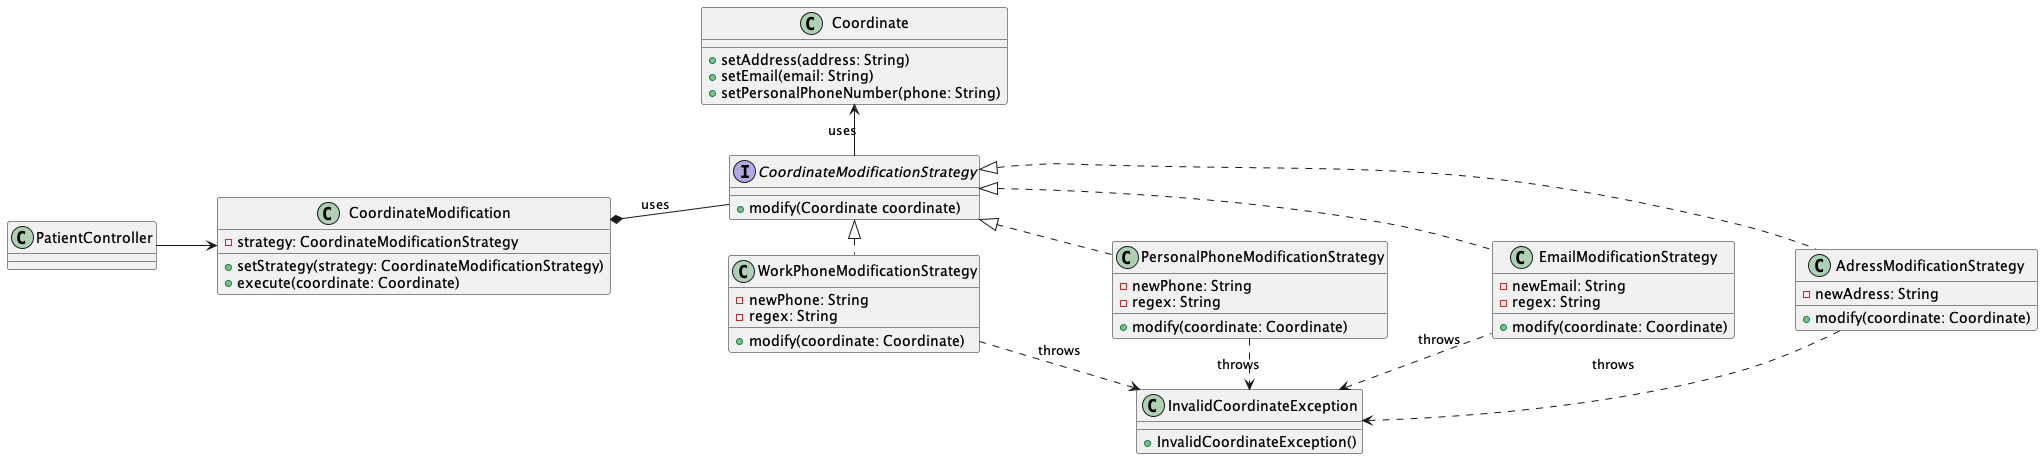 C Coordinate
setAddress(address: String)
setEmail(email: String)
setPersonalPhoneNumber(phone: String)
uses
I CoordinateModificationStrategy
modify(Coordinate coordinate)
uses
C PatientController
C CoordinateModification
strategy: CoordinateModificationStrategy
setStrategy(strategy: CoordinateModificationStrategy)
execute(coordinate: Coordinate)
C WorkPhoneModificationStrategy
newPhone: String
regex: String
modify(coordinate: Coordinate)
C PersonalPhoneModificationStrategy
newPhone: String
regex: String
modify(coordinate: Coordinate)
C EmailModificationStrategy
newEmail: String
regex: String
modify(coordinate: Coordinate)
C AdressModificationStrategy
newAdress: String
modify(coordinate: Coordinate)
throws
throws
throws
throws
C InvalidCoordinateException
InvalidCoordinateException()